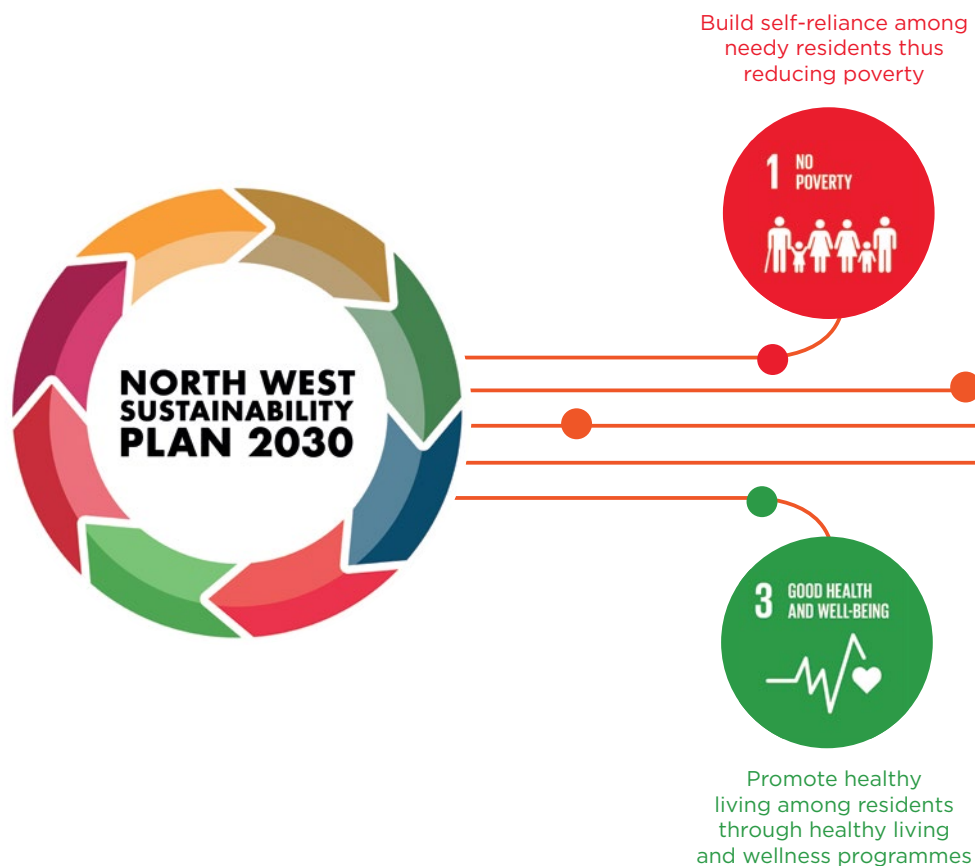 Build self-reliance among
needy residents thus
reducing poverty
1 NO
POVERTY
NORTH WEST
SUSTAINABILITY
PLAN 2030
3 GOOD HEALTH
AND WELL-BEING
Promote healthy
living among residents
through healthy living
and wellness programmes